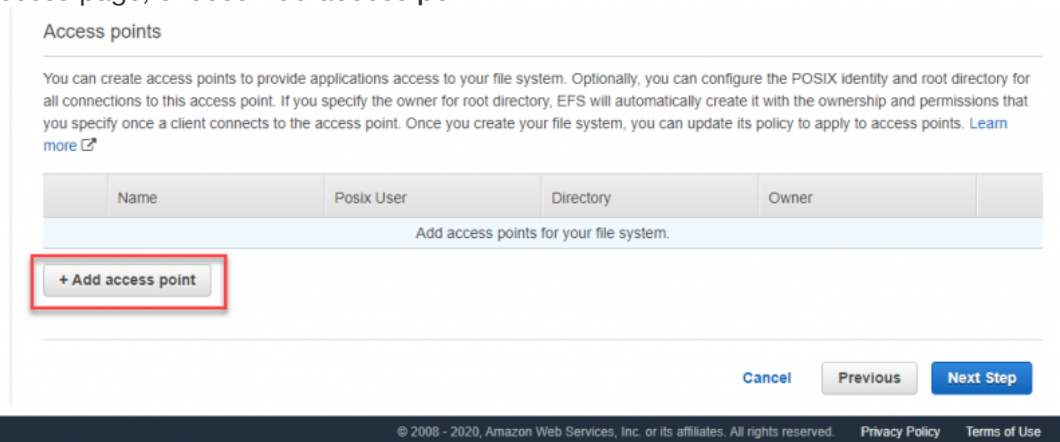 Access points
You can create access points to provide applications access to your file system. Optionally, you can configure the POSIX identity and root directory for
all connections to this access point. If you specify the owner for root directory, EFS will automatically create it with the ownership and permissions that
you specify once a client connects to the access point. Once you create your file system, you can update its policy to apply to access points. Learn
more
Name Posix User Directory Owner
Add access points for your file system.
+ Add access point
Cancel Previous Next Step
© 2008 - 2020, Amazon Web Services, Inc. or its affiliates. All rights reserved. Privacy Policy Terms of Use